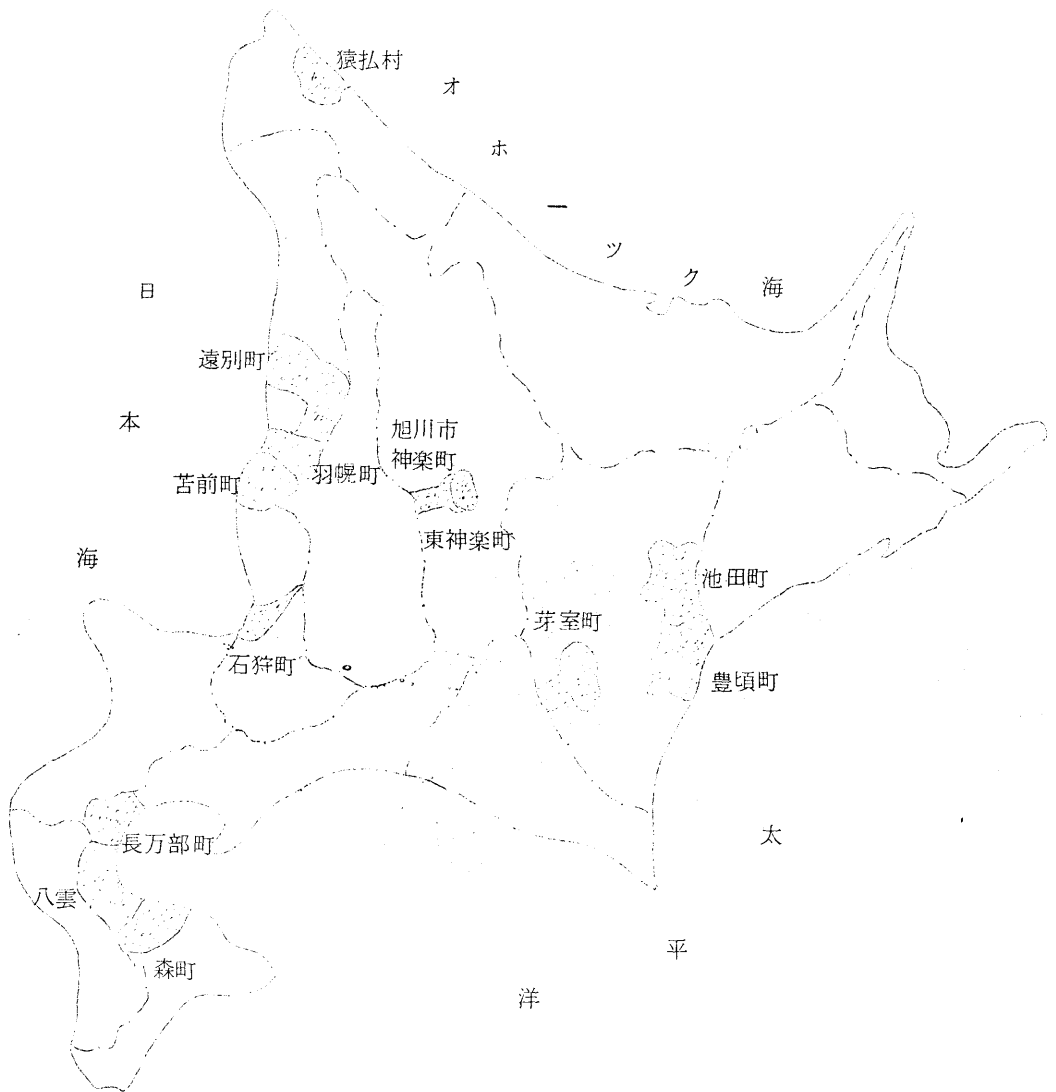 猿払村
オホーツク海
日本海
遠別町
羽幌町
苫前町
旭川市
神楽町
東神楽町
池田町
芽室町
豊頃町
石狩町
長万部町
八雲
森町
太平洋